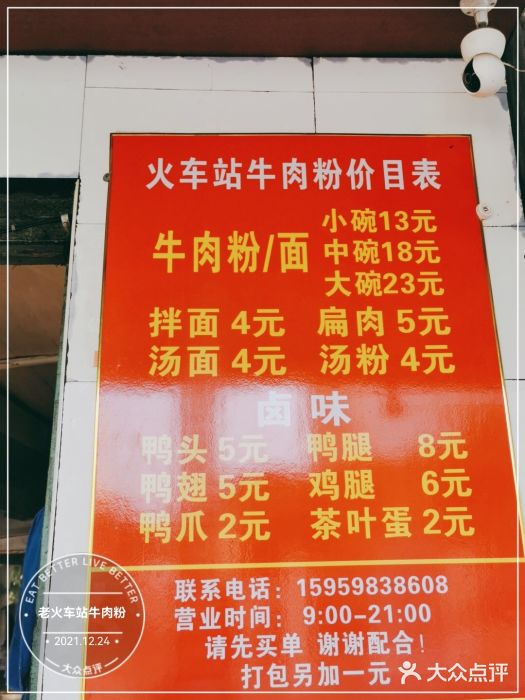 火车站牛肉粉价目表
牛肉粉/面
小碗13元
中碗18元
大碗23元
拌面 4元 扁肉 5元
汤面 4元 汤粉 4元
卤 味
鸭头 5元 鸭腿 8元
鸭翅 5元 鸡腿 6元
鸭爪 2元 茶叶蛋 2元
联系电话：15959838608
营业时间：9:00-21:00
请先买单 谢谢配合！
打包另加一元
EAT BETTER LIVE BETTER
老火车站牛肉粉
2021.12.24
大众点评
大众点评